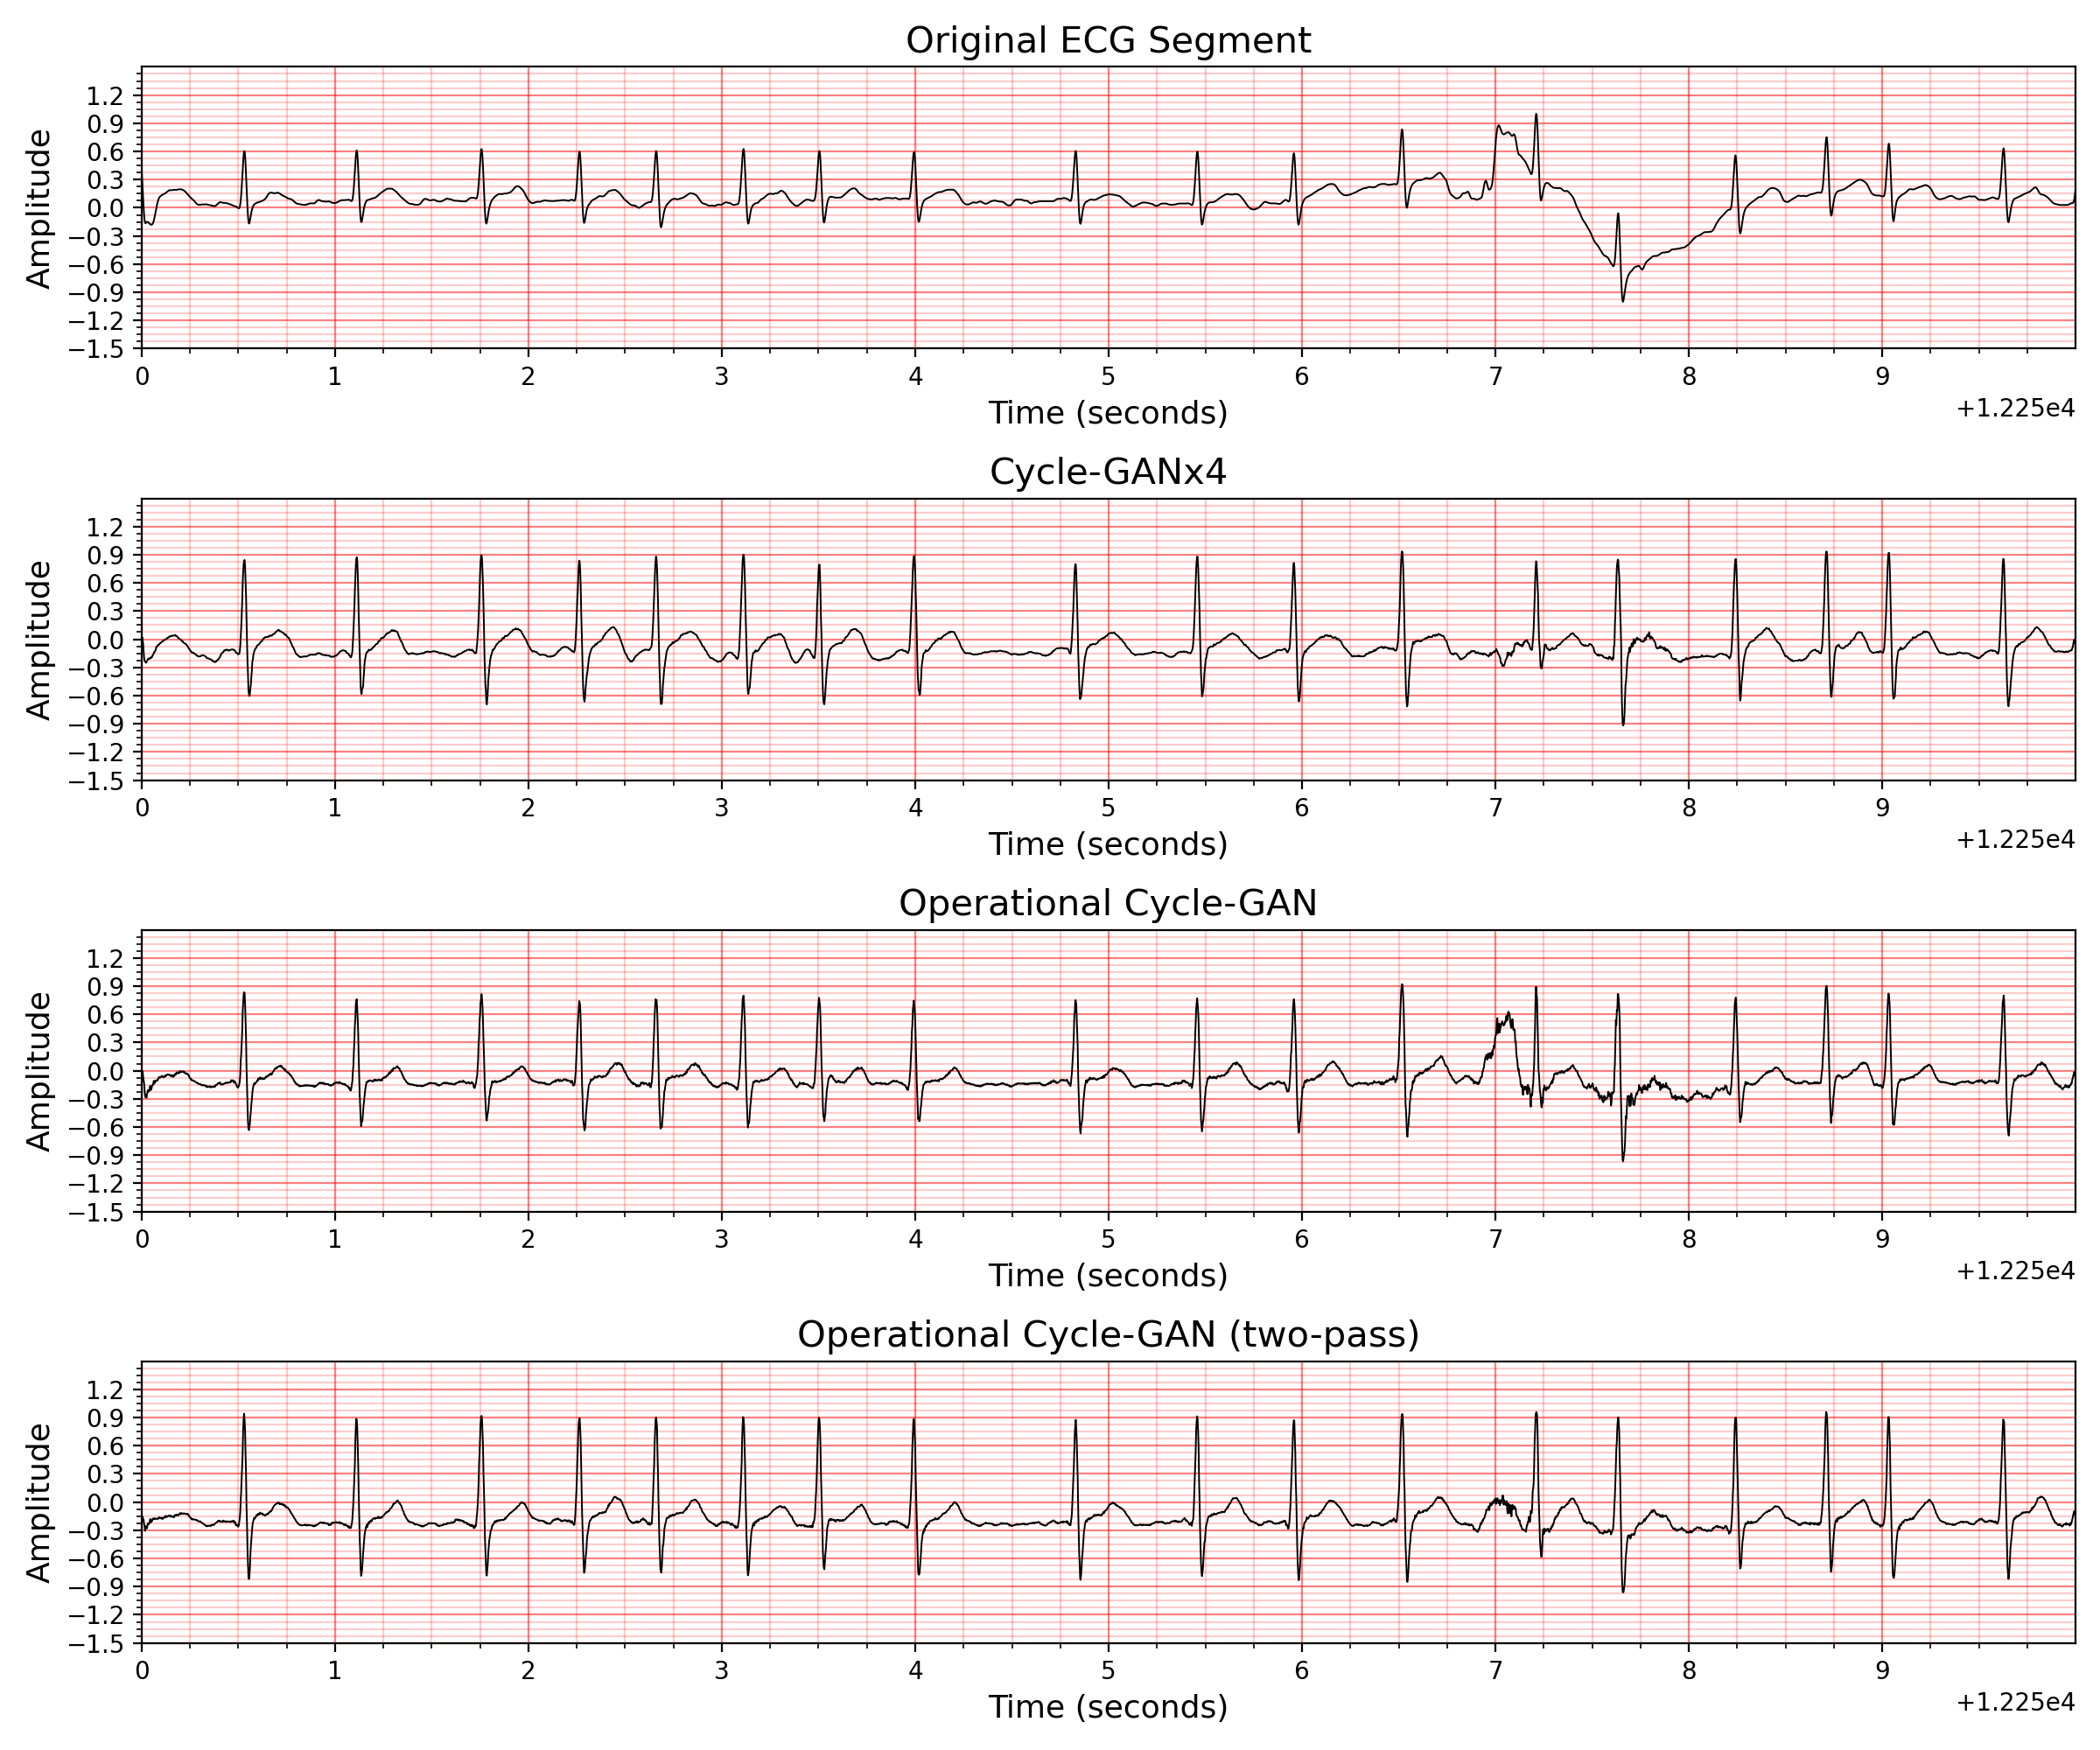 Original ECG Segment
Amplitude
1.2
0.9
0.6
0.3
0.0
−0.3
−0.6
−0.9
−1.2
−1.5
0 1 2 3 4 5 6 7 8 9
Time (seconds)
+1.225e4
Cycle-GANx4
Amplitude
1.2
0.9
0.6
0.3
0.0
−0.3
−0.6
−0.9
−1.2
−1.5
0 1 2 3 4 5 6 7 8 9
Time (seconds)
+1.225e4
Operational Cycle-GAN
Amplitude
1.2
0.9
0.6
0.3
0.0
−0.3
−0.6
−0.9
−1.2
−1.5
0 1 2 3 4 5 6 7 8 9
Time (seconds)
+1.225e4
Operational Cycle-GAN (two-pass)
Amplitude
1.2
0.9
0.6
0.3
0.0
−0.3
−0.6
−0.9
−1.2
−1.5
0 1 2 3 4 5 6 7 8 9
Time (seconds)
+1.225e4